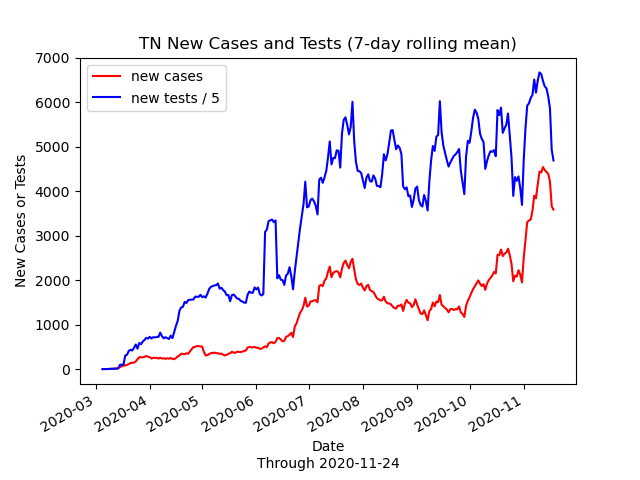 TN New Cases and Tests (7-day rolling mean)
new cases
new tests / 5
New Cases or Tests
7000
6000
5000
4000
3000
2000
1000
0
2020-03
2020-04
2020-05
2020-06
2020-07
2020-08
2020-09
2020-10
2020-11
Date
Through 2020-11-24